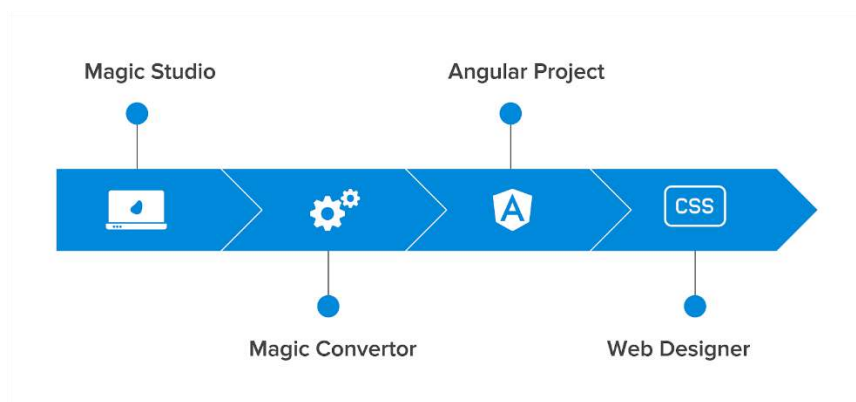 Magic Studio
Angular Project
CSS
Magic Convertor
Web Designer